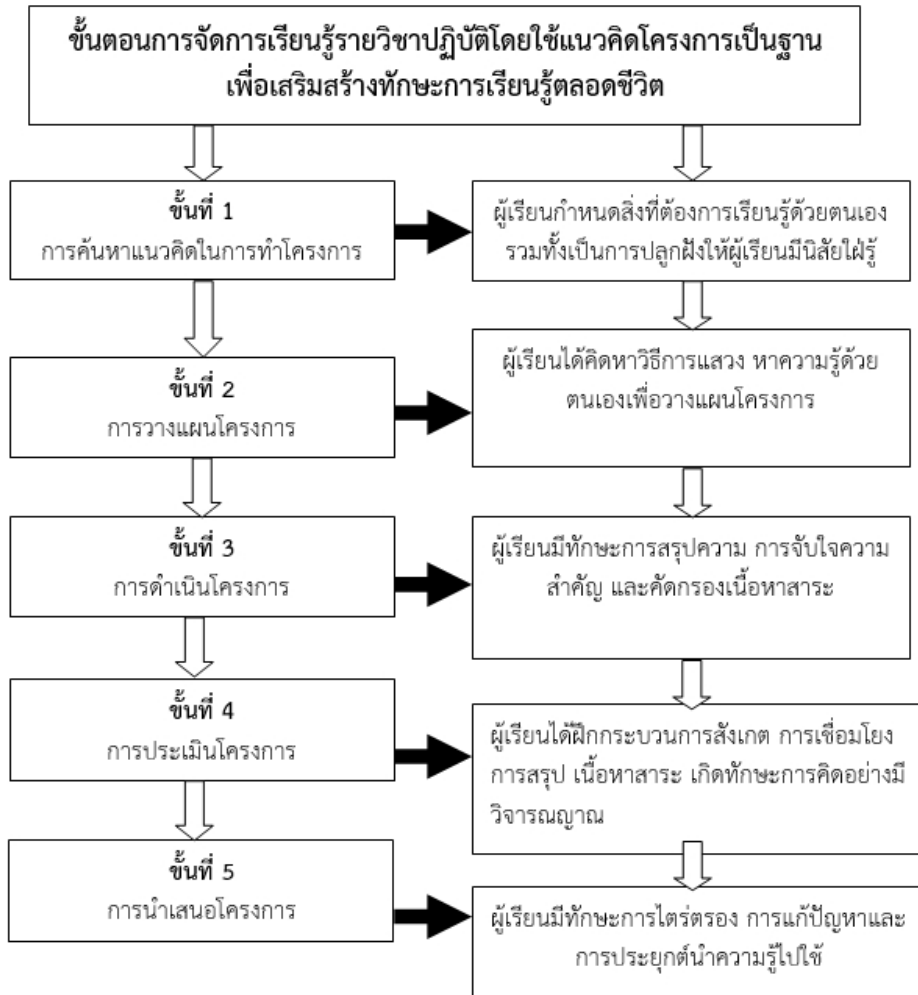 ขั้นตอนการจัดการเรียนรู้รายวิชาปฏิบัติโดยใช้แนวคิดโครงการเป็นฐาน
เพื่อเสริมสร้างทักษะการเรียนรู้ตลอดชีวิต
ขั้นที่ 1
การค้นหาแนวคิดในการทำโครงการ
ผู้เรียนกำหนดสิ่งที่ต้องการเรียนรู้ด้วยตนเอง
รวมทั้งเป็นการปลูกฝังให้ผู้เรียนมีนิสัยใฝ่รู้
ขั้นที่ 2
การวางแผนโครงการ
ผู้เรียนได้คิดหาวิธีการแสวง หาความรู้ด้วย
ตนเองเพื่อวางแผนโครงการ
ขั้นที่ 3
การดำเนินโครงการ
ผู้เรียนมีทักษะการสรุปความ การจับใจความ
สำคัญ และคัดกรองเนื้อหาสาระ
ขั้นที่ 4
การประเมินโครงการ
ผู้เรียนได้ฝึกกระบวนการสังเกต การเชื่อมโยง
การสรุป เนื้อหาสาระ เกิดทักษะการคิดอย่างมี
วิจารณญาณ
ขั้นที่ 5
การนำเสนอโครงการ
ผู้เรียนมีทักษะการไตร่ตรอง การแก้ปัญหาและ
การประยุกต์นำความรู้ไปใช้